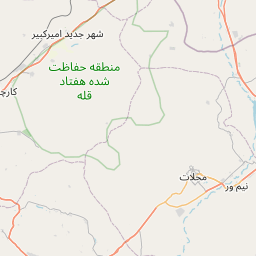 شهر جدید امیرکبیر
منطقه حفاظت
شده هفتاد
قله
کارچ
محلات
نیم ور